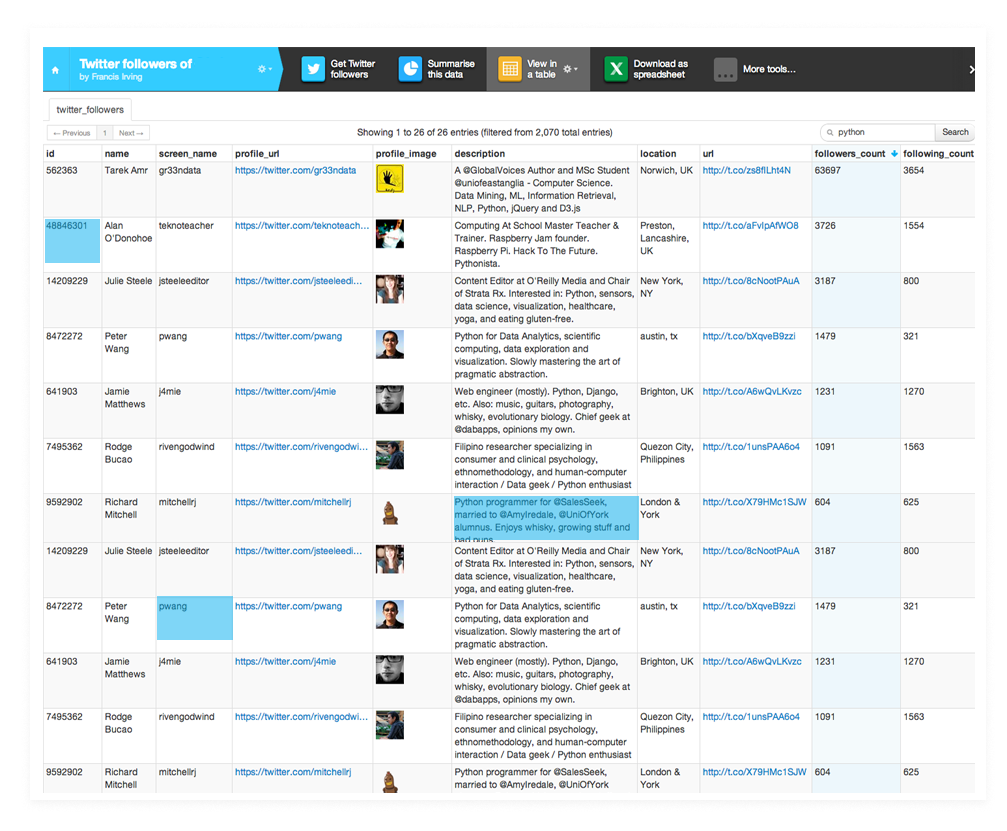 Twitter followers of
by Francis Irving
Get Twitter
followers
Summarise
this data
View in
a table
Download as
spreadsheet
More tools...
twitter_followers
← Previous 1 Next →
Showing 1 to 26 of 26 entries (filtered from 2,070 total entries)
python Search
id name screen_name profile_url profile_image description location url followers_count following_count
562363 Tarek Amr gr33ndata https://twitter.com/gr33ndata A @GlobalVoices Author and MSc Student Norwich, UK http://t.co/zs8fILht4N 63697 3654
@uniofeastanglia - Computer Science.
Data Mining, ML, Information Retrieval,
NLP, Python, jQuery and D3.js
48846301 Alan teknoteacher https://twitter.com/teknoteach... Computing At School Master Teacher & Preston, http://t.co/aFvIpAfWO8 3726 1554
O'Donohoe Trainer. Raspberry Jam founder. Lancashire,
Raspberry Pi. Hack To The Future. UK
Pythonista.
14209229 Julie Steele jsteeleeditor https://twitter.com/jsteeleedi... Content Editor at O'Reilly Media and Chair New York, http://t.co/8cNootPAuA 3187 800
of Strata Rx. Interested in: Python, sensors, NY
data science, visualization, healthcare,
yoga, and eating gluten-free.
8472272 Peter pwang https://twitter.com/pwang Python for Data Analytics, scientific austin, tx http://t.co/bXqveB9zzi 1479 321
Wang computing, data exploration and
visualization. Slowly mastering the art of
pragmatic abstraction.
641903 Jamie j4mie https://twitter.com/j4mie Web engineer (mostly). Python, Django, Brighton, UK http://t.co/A6wQvLKvzc 1231 1270
Matthews etc. Also: music, guitars, photography,
whisky, evolutionary biology. Chief geek at
@dabapps, opinions my own.
7495362 Rodge rivengodwind https://twitter.com/rivengodwi... Filipino researcher specializing in Quezon City, http://t.co/1unsPAA6o4 1091 1563
Bucao consumer and clinical psychology, Philippines
ethnomethodology, and human-computer
interaction / Data geek / Python enthusiast
9592902 Richard mitchellrj https://twitter.com/mitchellrj Python programmer for @SalesSeek, London & http://t.co/X79HMc1SJW 604 625
Mitchell married to @AmyIredale, @UniOfYork York
alumnus. Enjoys whisky, growing stuff and
bad puns
14209229 Julie Steele jsteeleeditor https://twitter.com/jsteeleedi... Content Editor at O'Reilly Media and Chair New York, http://t.co/8cNootPAuA 3187 800
of Strata Rx. Interested in: Python, sensors, NY
data science, visualization, healthcare,
yoga, and eating gluten-free.
8472272 Peter pwang https://twitter.com/pwang Python for Data Analytics, scientific austin, tx http://t.co/bXqveB9zzi 1479 321
Wang computing, data exploration and
visualization. Slowly mastering the art of
pragmatic abstraction.
641903 Jamie j4mie https://twitter.com/j4mie Web engineer (mostly). Python, Django, Brighton, UK http://t.co/A6wQvLKvzc 1231 1270
Matthews etc. Also: music, guitars, photography,
whisky, evolutionary biology. Chief geek at
@dabapps, opinions my own.
7495362 Rodge rivengodwind https://twitter.com/rivengodwi... Filipino researcher specializing in Quezon City, http://t.co/1unsPAA6o4 1091 1563
Bucao consumer and clinical psychology, Philippines
ethnomethodology, and human-computer
interaction / Data geek / Python enthusiast
9592902 Richard mitchellrj https://twitter.com/mitchellrj Python programmer for @SalesSeek, London & http://t.co/X79HMc1SJW 604 625
Mitchell married to @AmyIredale, @UniOfYork York